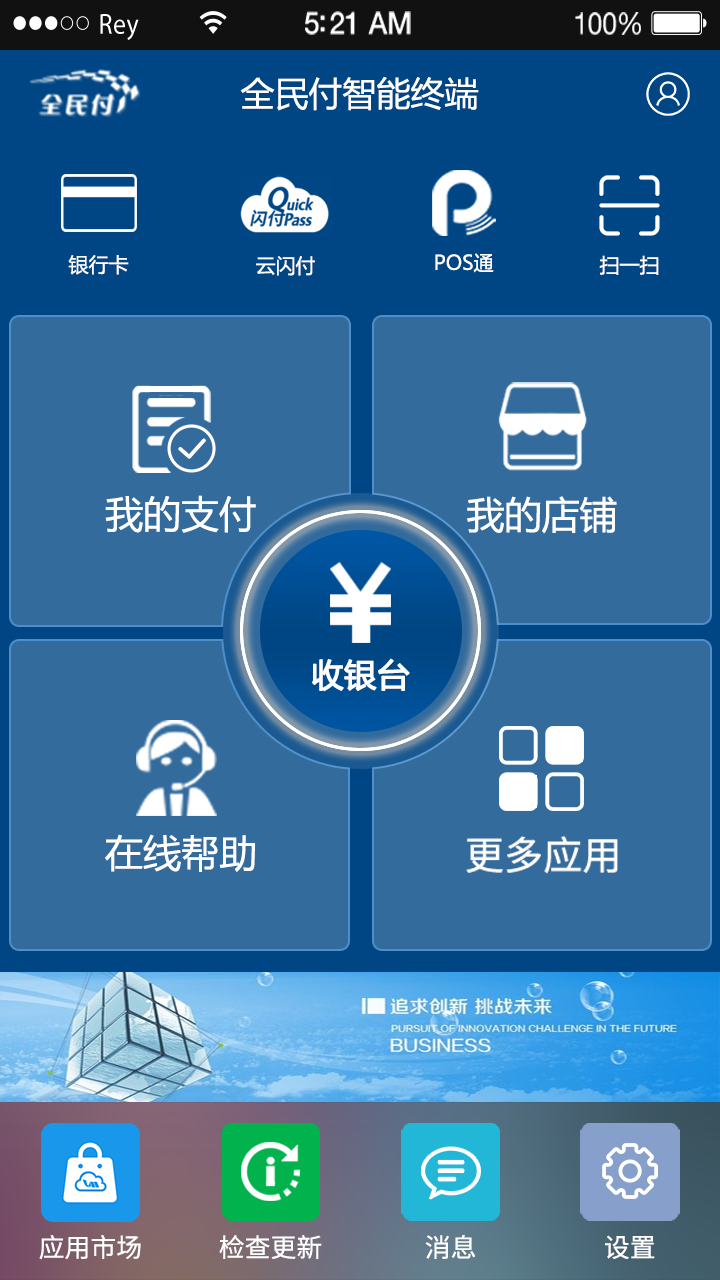 Rey 5:21 AM 100%
全民付 全民付智能终端
Quick
闪付Pass
银行卡 云闪付 POS通 扫一扫
我的支付 我的店铺
¥
收银台
在线帮助 更多应用
追求创新 挑战未来
PURSUIT OF INNOVATION CHALLENGE IN THE FUTURE
BUSINESS
应用市场 检查更新 消息 设置